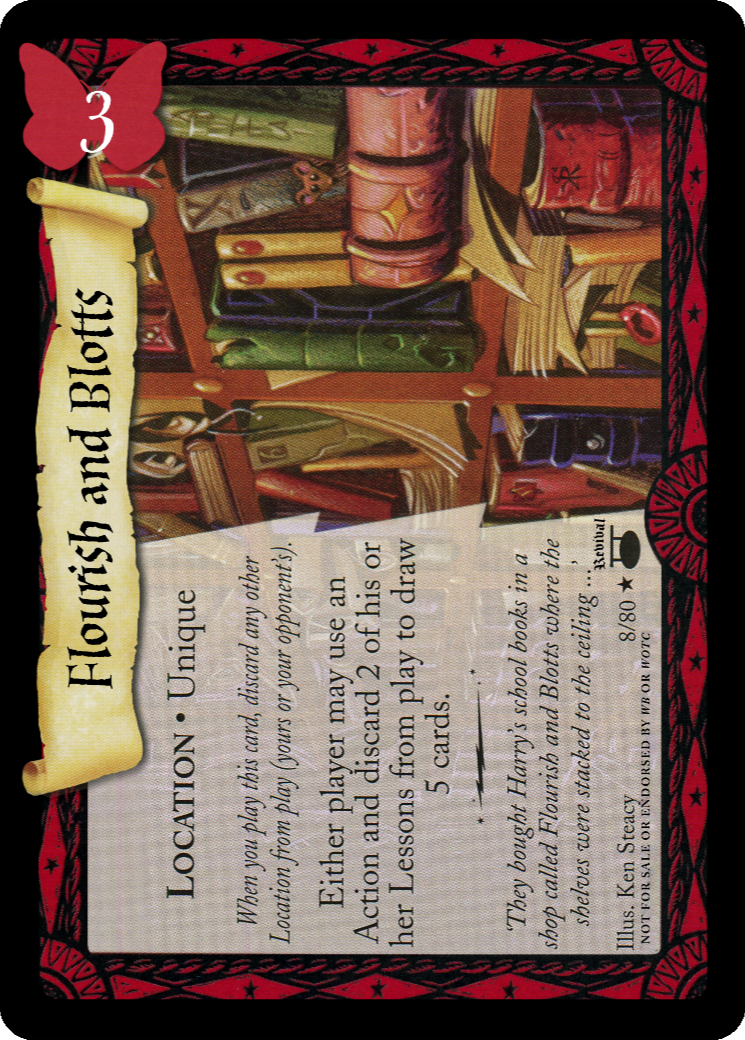 3
Flourish and Blotts
LOCATION • Unique
When you play this card, discard any other
Location from play (yours or your opponent's).
Either player may use an
Action and discard 2 of his or
her Lessons from play to draw
5 cards.
'They bought Harry's school books in a
shop called Flourish and Blotts where the
shelves were stacked to the ceiling ...'
Revival
Illus. Ken Steacy
8/80 ★
NOT FOR SALE OR ENDORSED BY WB OR WOTC